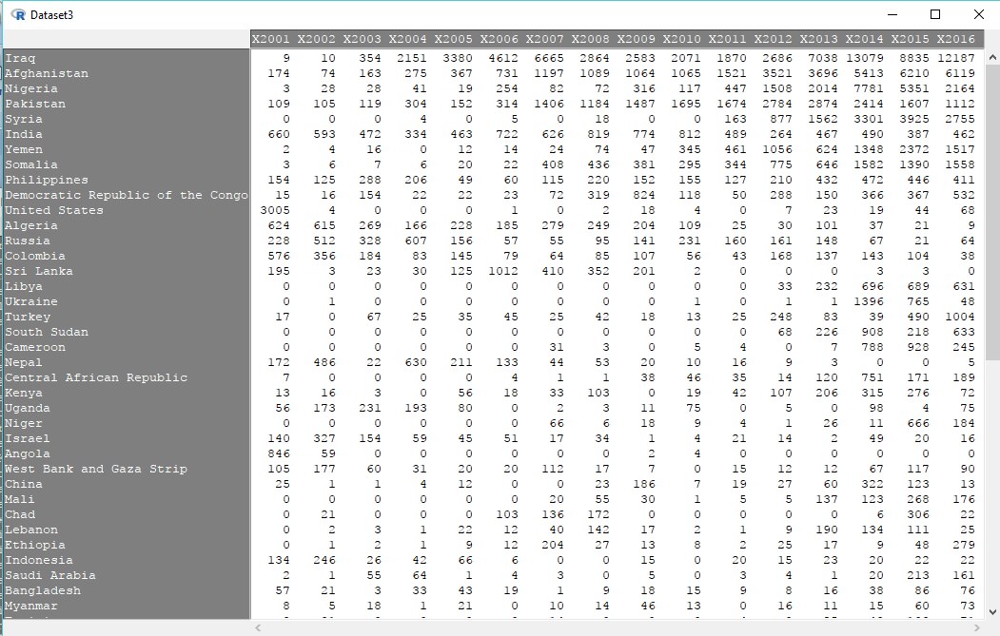 Dataset3
X2001 X2002 X2003 X2004 X2005 X2006 X2007 X2008 X2009 X2010 X2011 X2012 X2013 X2014 X2015 X2016
Iraq 9 10 354 2151 3380 4612 6665 2864 2583 2071 1870 2686 7038 13079 8835 12187
Afghanistan 174 74 163 275 367 731 1197 1089 1064 1065 1521 3521 3696 5413 6210 6119
Nigeria 3 28 28 41 19 254 82 72 316 117 447 1508 2014 7781 5351 2164
Pakistan 109 105 119 304 152 314 1406 1184 1487 1695 1674 2784 2874 2414 1607 1112
Syria 0 0 0 4 0 5 0 18 0 0 163 877 1562 3301 3925 2755
India 660 593 472 334 463 722 626 819 774 812 489 264 467 490 387 462
Yemen 2 4 16 0 12 14 24 74 47 345 461 1056 624 1348 2372 1517
Somalia 3 6 7 6 20 22 408 436 381 295 344 775 646 1582 1390 1558
Philippines 154 125 288 206 49 60 115 220 152 155 127 210 432 472 446 411
Democratic Republic of the Congo 15 16 154 22 22 23 72 319 824 118 50 288 150 366 367 532
United States 3005 4 0 0 0 1 0 2 18 4 0 7 23 19 44 68
Algeria 624 615 269 166 228 185 279 249 204 109 25 30 101 37 21 9
Russia 228 512 328 607 156 57 55 95 141 231 160 161 148 67 21 64
Colombia 576 356 184 83 145 79 64 85 107 56 43 168 137 143 104 38
Sri Lanka 195 3 23 30 125 1012 410 352 201 2 0 0 0 3 3 0
Libya 0 0 0 0 0 0 0 0 0 0 0 33 232 696 689 631
Ukraine 0 1 0 0 0 0 0 0 0 1 0 1 1 1396 765 48
Turkey 17 0 67 25 35 45 25 42 18 13 25 248 83 39 490 1004
South Sudan 0 0 0 0 0 0 0 0 0 0 0 68 226 908 218 633
Cameroon 0 0 0 0 0 0 31 3 0 5 4 0 7 788 928 245
Nepal 172 486 22 630 211 133 44 53 20 10 16 9 3 0 0 5
Central African Republic 7 0 0 0 0 4 1 1 38 46 35 14 120 751 171 189
Kenya 13 16 3 0 56 18 33 103 0 19 42 107 206 315 276 72
Uganda 56 173 231 193 80 0 2 3 11 75 0 5 0 98 4 75
Niger 0 0 0 0 0 0 66 6 18 9 4 1 26 11 666 184
Israel 140 327 154 59 45 51 17 34 1 4 21 14 2 49 20 16
Angola 846 59 0 0 0 0 0 0 2 4 0 0 0 0 0 0
West Bank and Gaza Strip 105 177 60 31 20 20 112 17 7 0 15 12 12 67 117 90
China 25 1 1 4 12 0 0 23 186 7 19 27 60 322 123 13
Mali 0 0 0 0 0 0 20 55 30 1 5 5 137 123 268 176
Chad 0 21 0 0 0 103 136 172 0 0 0 0 0 6 306 22
Lebanon 0 2 3 1 22 12 40 142 17 2 1 9 190 134 111 25
Ethiopia 0 1 2 1 9 12 204 27 13 8 2 25 17 9 48 279
Indonesia 134 246 26 42 66 6 0 0 15 0 20 15 23 20 22 22
Saudi Arabia 2 1 55 64 1 4 3 0 5 0 3 4 1 20 213 161
Bangladesh 57 21 3 33 43 19 1 9 18 15 9 8 16 38 86 76
Myanmar 8 5 18 1 21 0 10 14 46 13 0 16 11 15 60 73